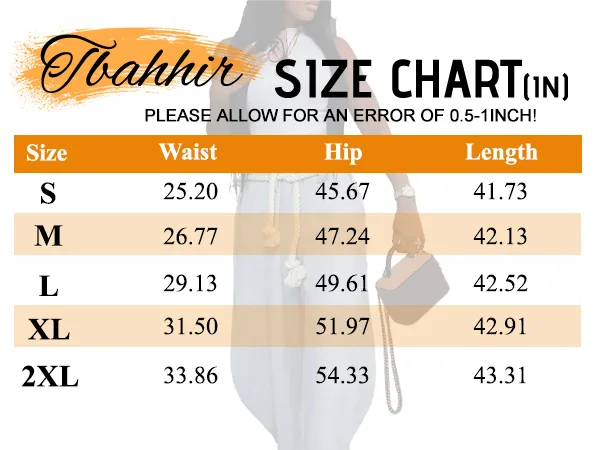 Tbahhir
SIZE CHART(IN)
PLEASE ALLOW FOR AN ERROR OF 0.5-1INCH!
Size Waist Hip Length
S 25.20 45.67 41.73
M 26.77 47.24 42.13
L 29.13 49.61 42.52
XL 31.50 51.97 42.91
2XL 33.86 54.33 43.31